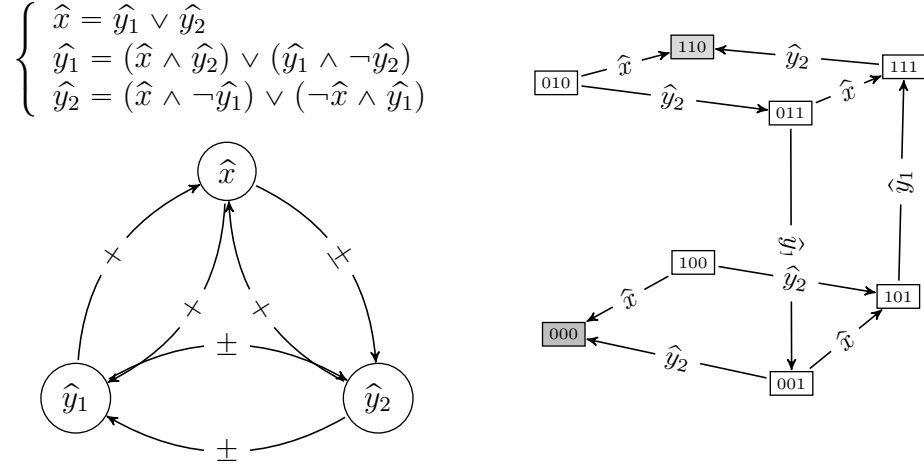 x̂ = ŷ₁ ∨ ŷ₂
ŷ₁ = (x̂ ∧ ŷ₂) ∨ (ŷ₁ ∧ ¬ŷ₂)
ŷ₂ = (x̂ ∧ ¬ŷ₁) ∨ (¬x̂ ∧ ŷ₁)
x̂
+
±
+
+
±
ŷ₁
ŷ₂
±
110
x̂
ŷ₂
111
010
ŷ₂
x̂
011
ŷ₁
ŷ₁
100
ŷ₂
x̂
101
000
x̂
ŷ₂
001